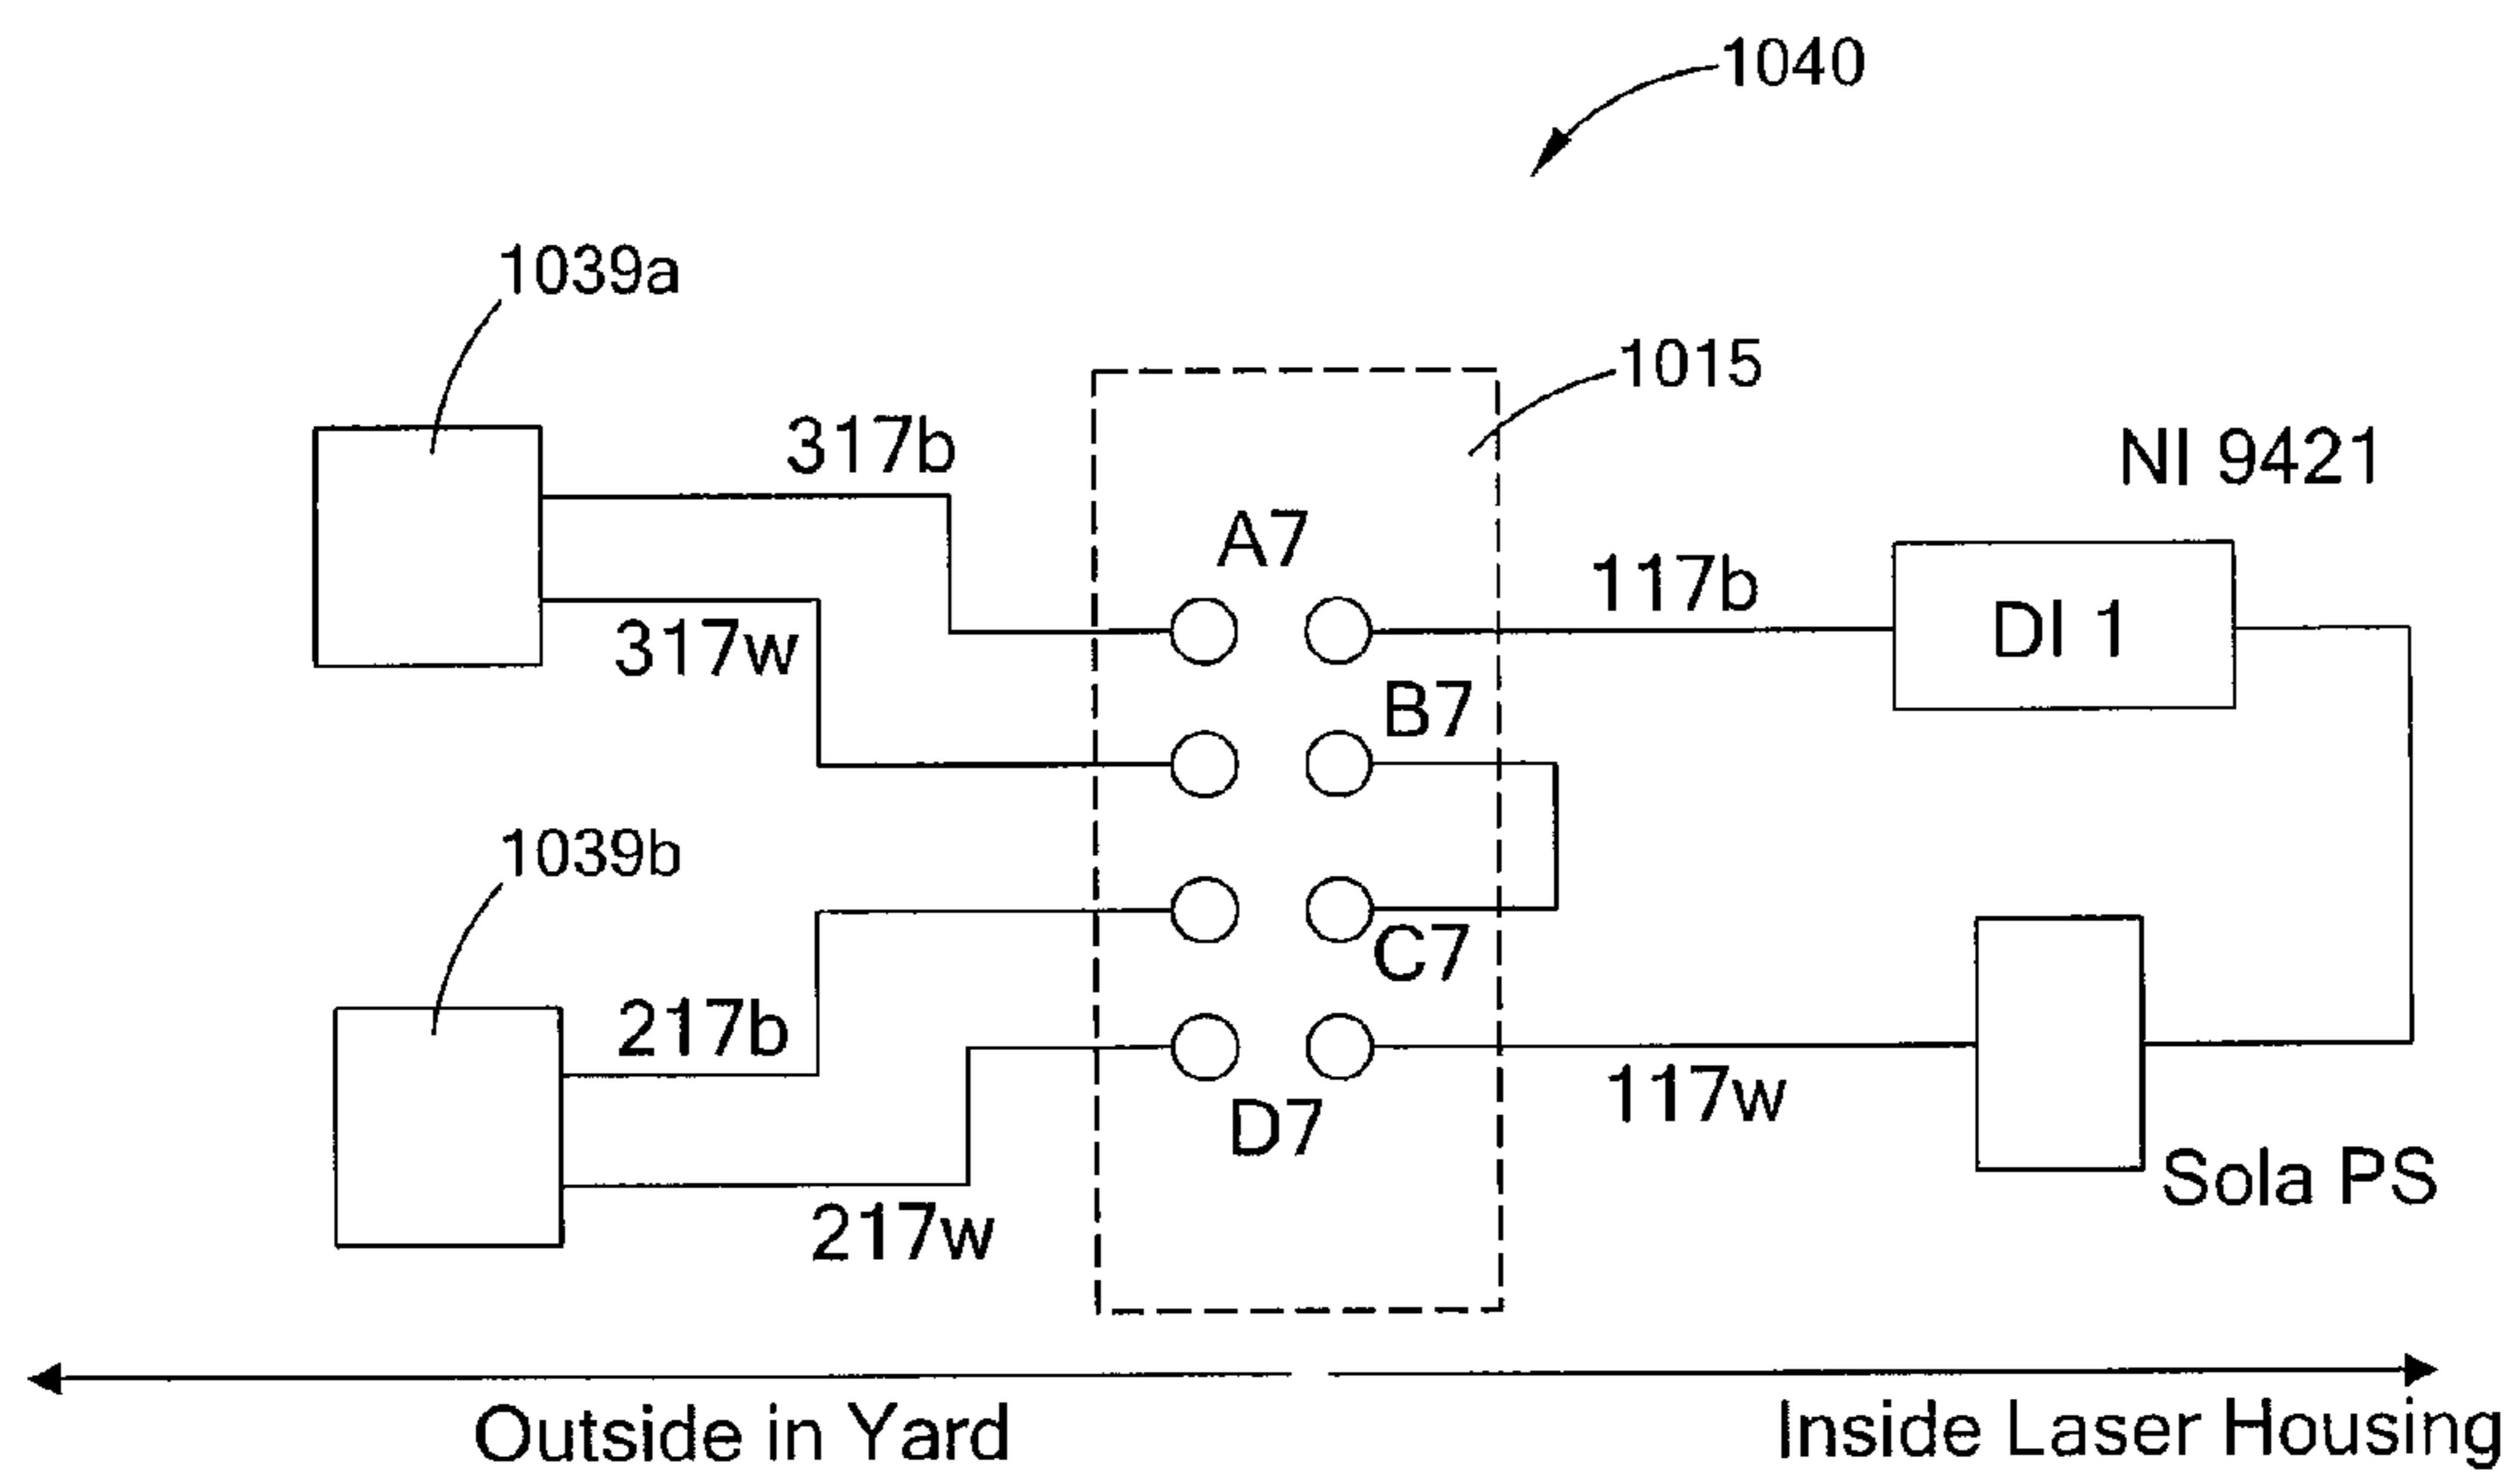 1040
1039a
1015
317b
NI 9421
A7
117b
DI 1
317w
B7
1039b
C7
217b
117w
D7
Sola PS
217w
Outside in Yard
Inside Laser Housing